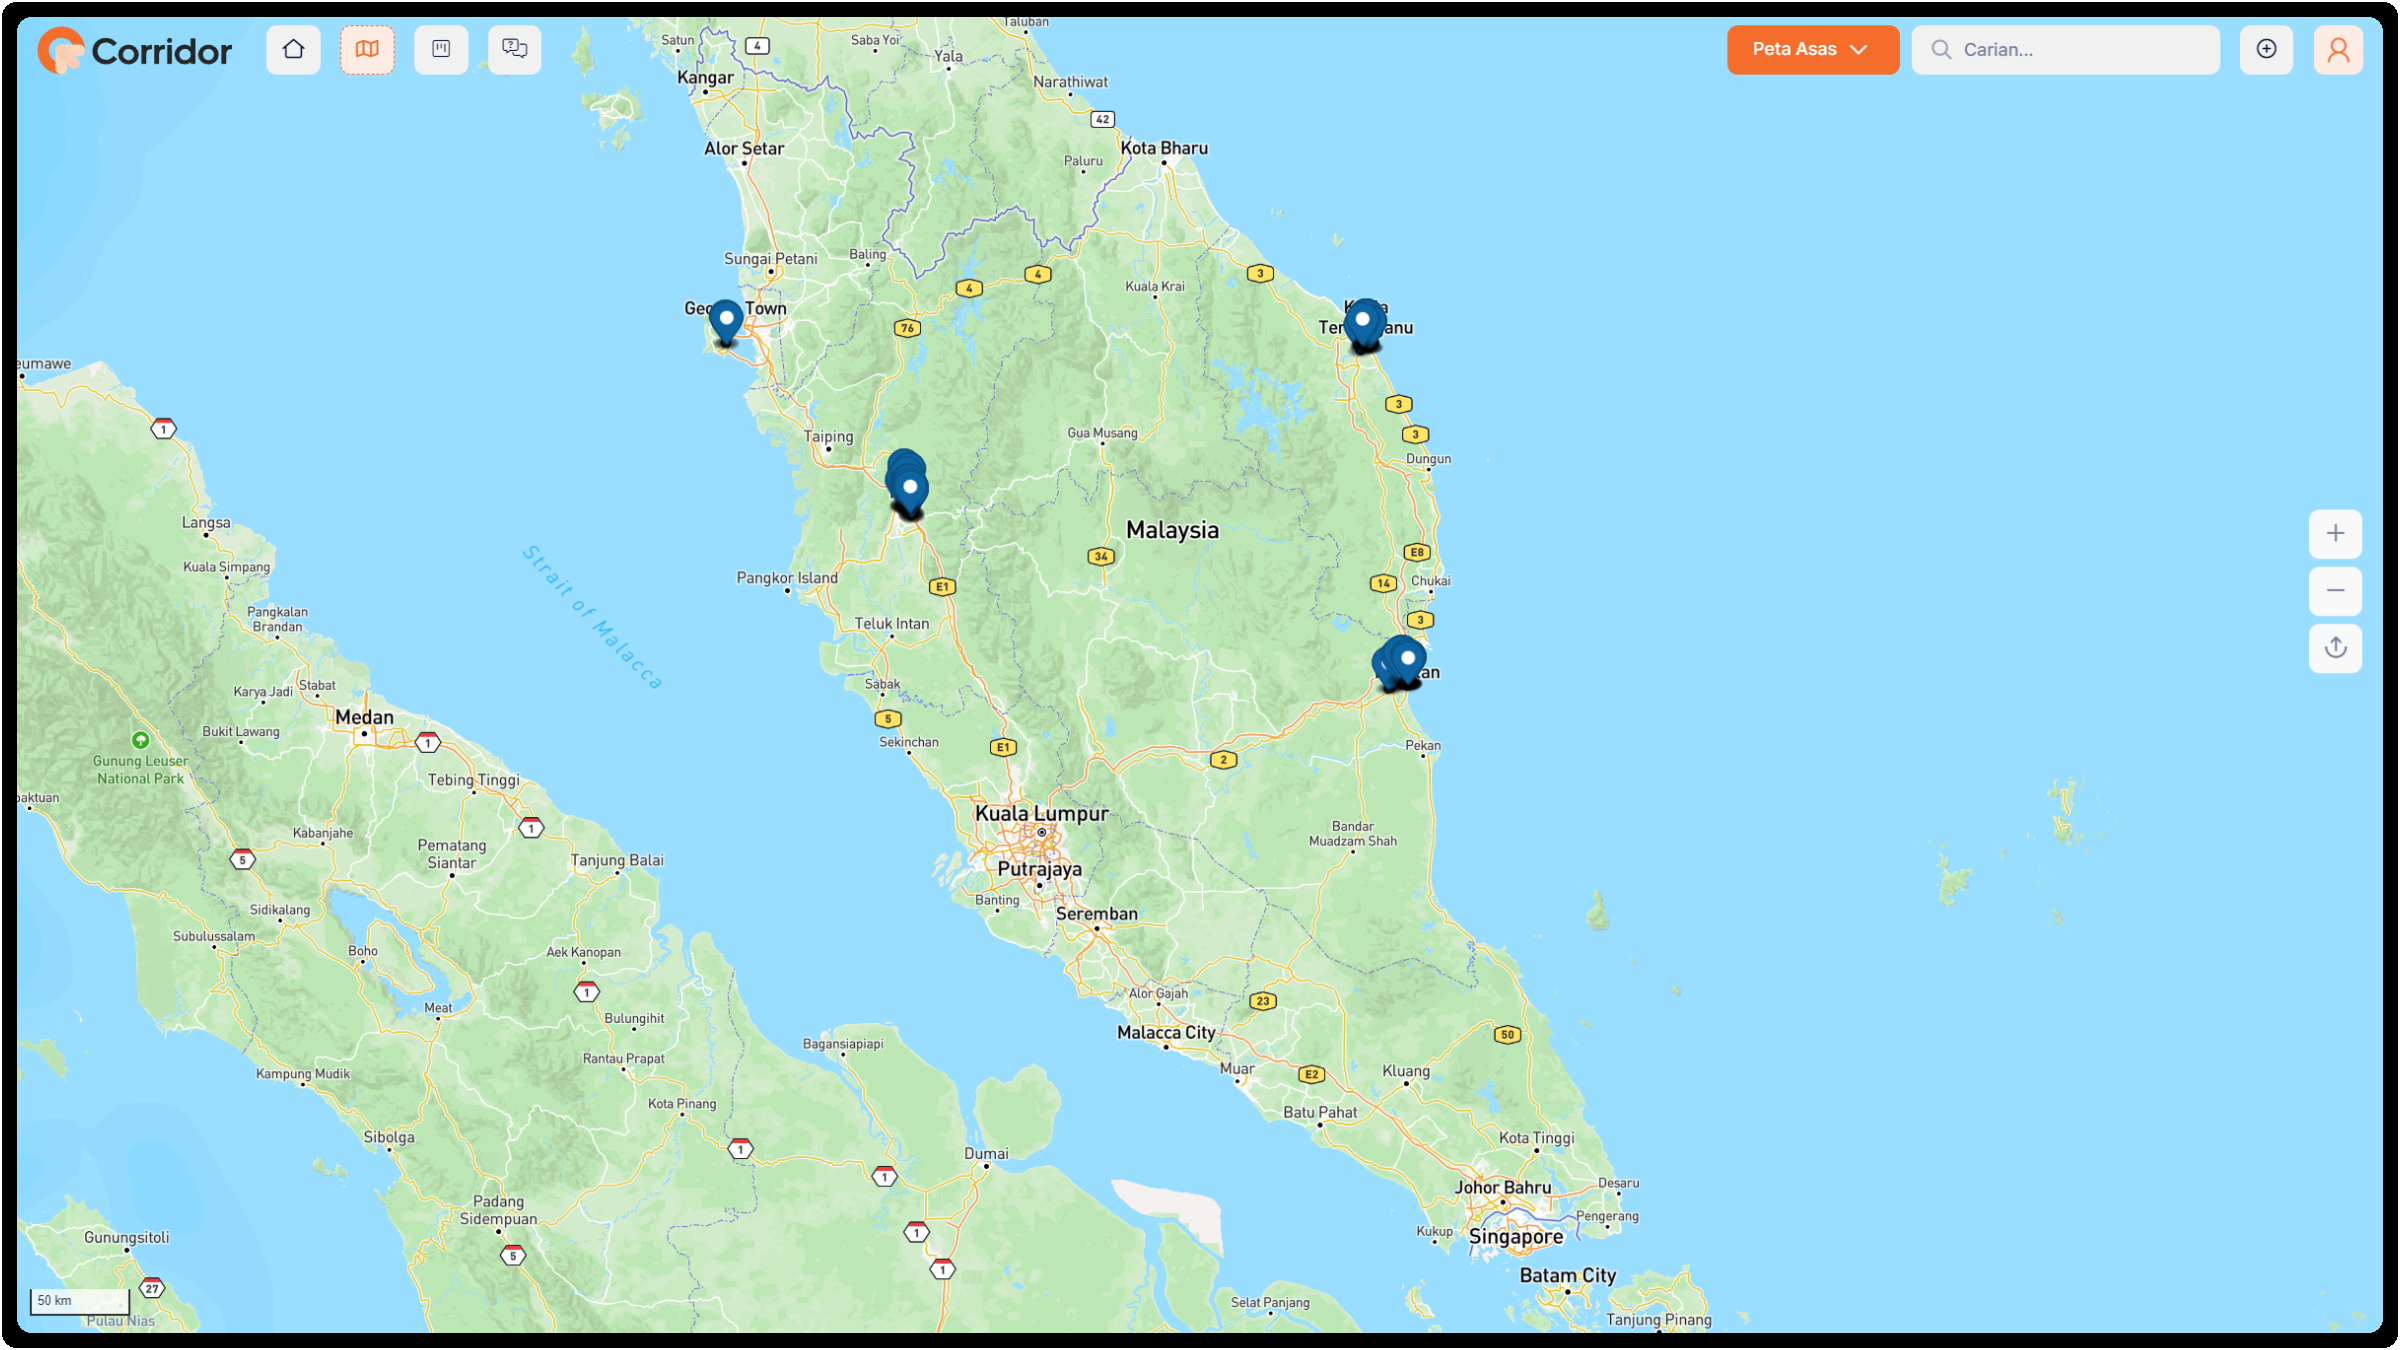 Corridor
Peta Asas
Carian...
Taluban
Satun
4
Saba Yoi
Yala
Kangar
Narathiwat
42
Alor Setar
Kota Bharu
Paluru
Sungai Petani
Baling
4
3
4
Kuala Krai
Town
76
3
Dungun
3
Taiping
Gua Musang
1
Langsa
Malaysia
Kuala Simpang
Strait of Malacca
34
E8
Pangkor Island
E1
14
Chukai
Pangkalan
Brandan
Teluk Intan
3
Karya Jadi
Stabat
Sabak
Medan
5
Bukit Lawang
1
Sekinchan
E1
Pekan
Gunung Leuser
National Park
2
Tebing Tinggi
Kuala Lumpur
Kabanjahe
1
Bandar
Muadzam Shah
Pematang
Siantar
5
Tanjung Balai
Putrajaya
Banting
Sidikalang
Seremban
Subulussalam
Boho
Aek Kanopan
1
Alor Gajah
23
Meat
Bulungihit
Malacca City
50
Bagansiapiapi
Rantau Prapat
Muar
E2
Kluang
Kampung Mudik
Kota Pinang
Batu Pahat
Sibolga
1
Dumai
Kota Tinggi
1
Padang
Sidempuan
Johor Bahru
Desaru
Gunungsitoli
1
Kukup
Pengerang
Singapore
5
1
Batam City
27
50 km
Selat Panjang
Pulau Nias
Tanjung Pinang